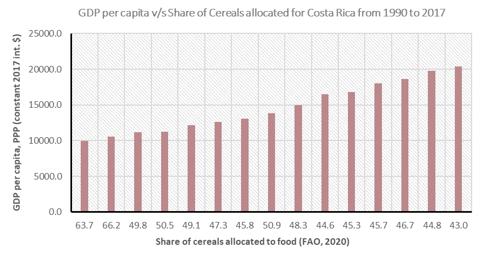 GDP per capita v/s Share of Cereals allocated for Costa Rica from 1990 to 2017
GDP per capita, PPP (constant 2017 int. $)
25000.0
20000.0
15000.0
10000.0
5000.0
0.0
63.7 66.2 49.8 50.5 49.1 47.3 45.8 50.9 48.3 44.6 45.3 45.7 46.7 44.8 43.0
Share of cereals allocated to food (FAO, 2020)